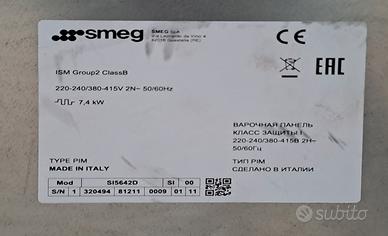 smeg
SMEG SpA
Via Leonardo da Vinci 4
42016 Guastalla (RE)
CE
EAC
ISM Group2 ClassB
220-240/380-415V 2N~ 50/60Hz
7,4 kW
ВАРОЧНАЯ ПАНЕЛЬ
КЛАСС ЗАЩИТЫ I
220-240/380-415В 2Н~
50/60Гц
TYPE PIM
MADE IN ITALY
ТИП PIM
СДЕЛАНО В ИТАЛИИ
Mod SI5642D SI 00
S/N 1 320494 81211 0009 01 11
subito